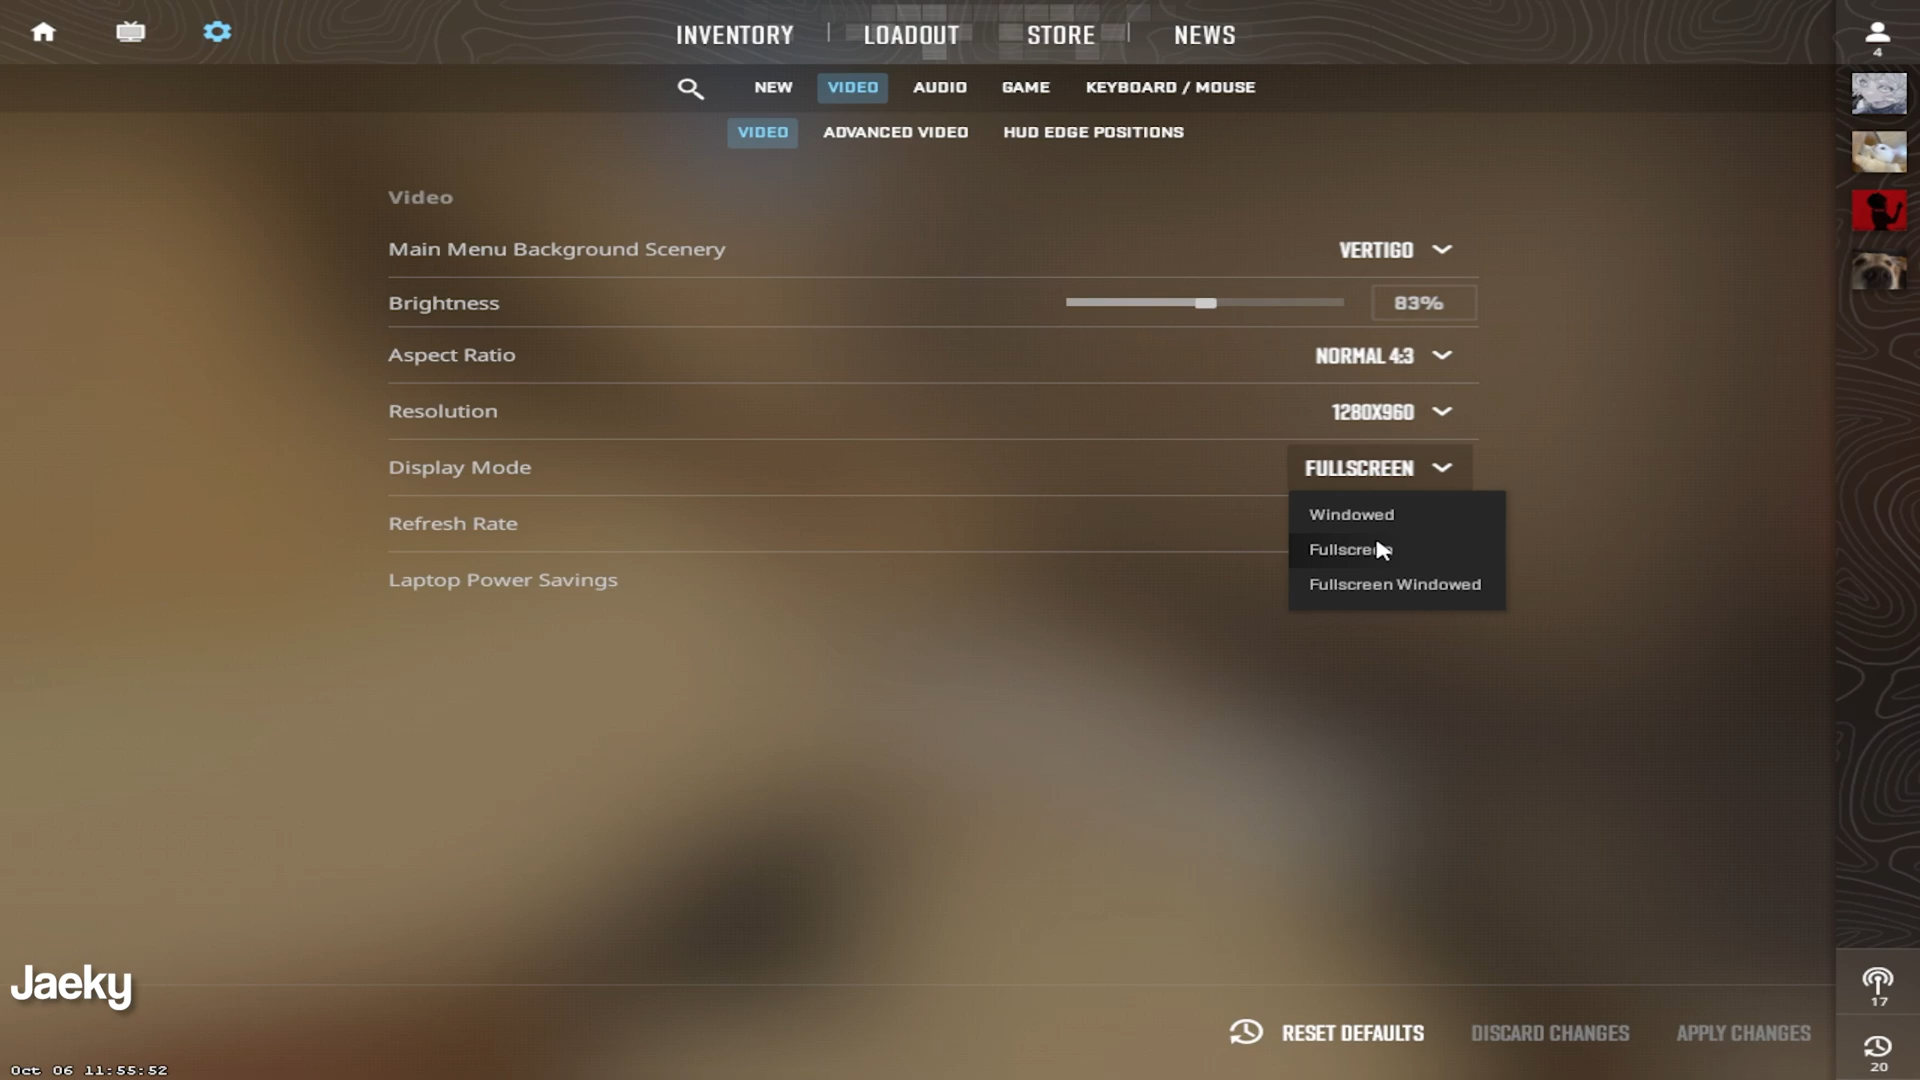 INVENTORY LOADOUT STORE NEWS
4
NEW VIDEO AUDIO GAME KEYBOARD / MOUSE
VIDEO ADVANCED VIDEO HUD EDGE POSITIONS
Video
Main Menu Background Scenery VERTIGO
Brightness 83%
Aspect Ratio NORMAL 4:3
Resolution 1280X960
Display Mode FULLSCREEN
Windowed
Refresh Rate
Fullscreen
Laptop Power Savings
Fullscreen Windowed
Jaeky
17
RESET DEFAULTS DISCARD CHANGES APPLY CHANGES
20
Oct 06 11:55:52